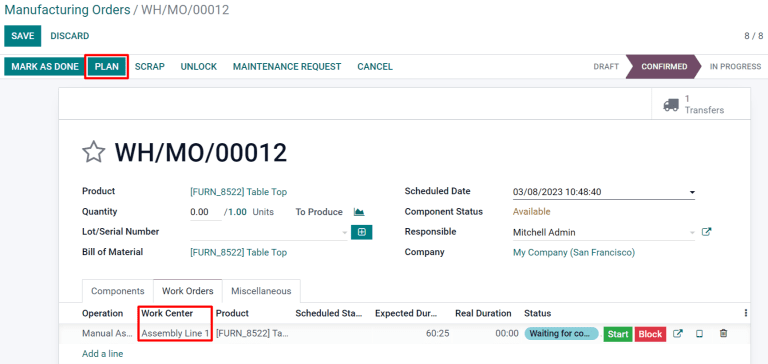 Manufacturing Orders / WH/MO/00012
SAVE DISCARD 8 / 8
MARK AS DONE PLAN SCRAP UNLOCK MAINTENANCE REQUEST CANCEL DRAFT CONFIRMED IN PROGRESS
1
Transfers
WH/MO/00012
Product [FURN_8522] Table Top Scheduled Date 03/08/2023 10:48:40
Quantity 0.00 /1.00 Units To Produce Component Status Available
Lot/Serial Number Responsible Mitchell Admin
Bill of Material [FURN_8522] Table Top Company My Company (San Francisco)
Components Work Orders Miscellaneous
Operation Work Center Product Scheduled Sta... Expected Dur... Real Duration Status
Manual As... Assembly Line 1 [FURN_8522] Ta... 60:25 00:00 Waiting for co... Start Block
Add a line